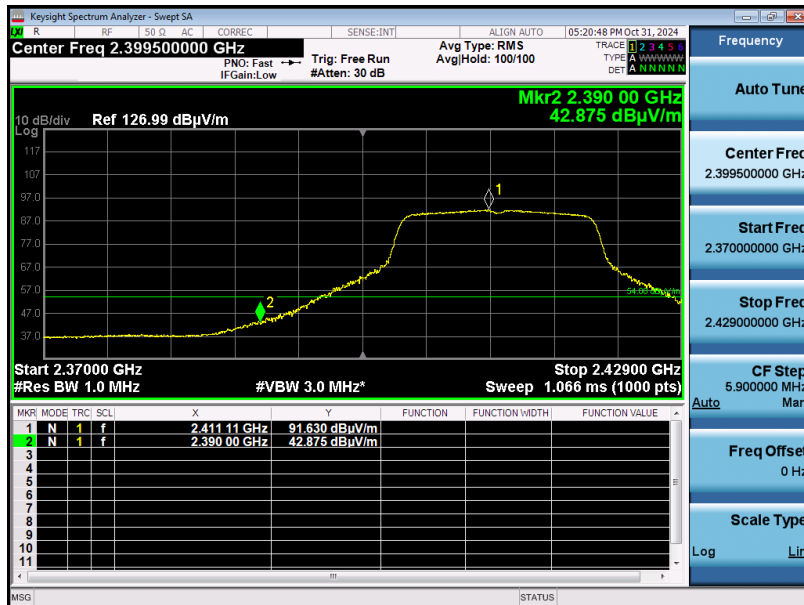 Keysight Spectrum Analyzer - Swept SA
LXI R RF 50 Ω AC CORREC SENSE:INT ALIGN AUTO 05:20:48 PM Oct 31, 2024
Center Freq 2.399500000 GHz
PNO: Fast
IFGain:Low
Trig: Free Run
#Atten: 30 dB
Avg Type: RMS
Avg|Hold: 100/100
TRACE 1 2 3 4 5 6
TYPE A WWWWW
DET A N N N N N
Mkr2 2.390 00 GHz
42.875 dBµV/m
10 dB/div
Log
Ref 126.99 dBµV/m
117
107
97.0
87.0
77.0
67.0
57.0
47.0
37.0
1
2
Start 2.37000 GHz
Stop 2.42900 GHz
#Res BW 1.0 MHz
#VBW 3.0 MHz*
Sweep 1.066 ms (1000 pts)
MKR MODE TRC SCL X Y FUNCTION FUNCTION WIDTH FUNCTION VALUE
1 N 1 f 2.411 11 GHz 91.630 dBµV/m
2 N 1 f 2.390 00 GHz 42.875 dBµV/m
3
4
5
6
7
8
9
10
11
MSG
STATUS
Frequency
Auto Tune
Center Freq
2.399500000 GHz
Start Freq
2.370000000 GHz
Stop Freq
2.429000000 GHz
CF Step
5.900000 MHz
Auto Man
Freq Offset
0 Hz
Scale Type
Log Lin